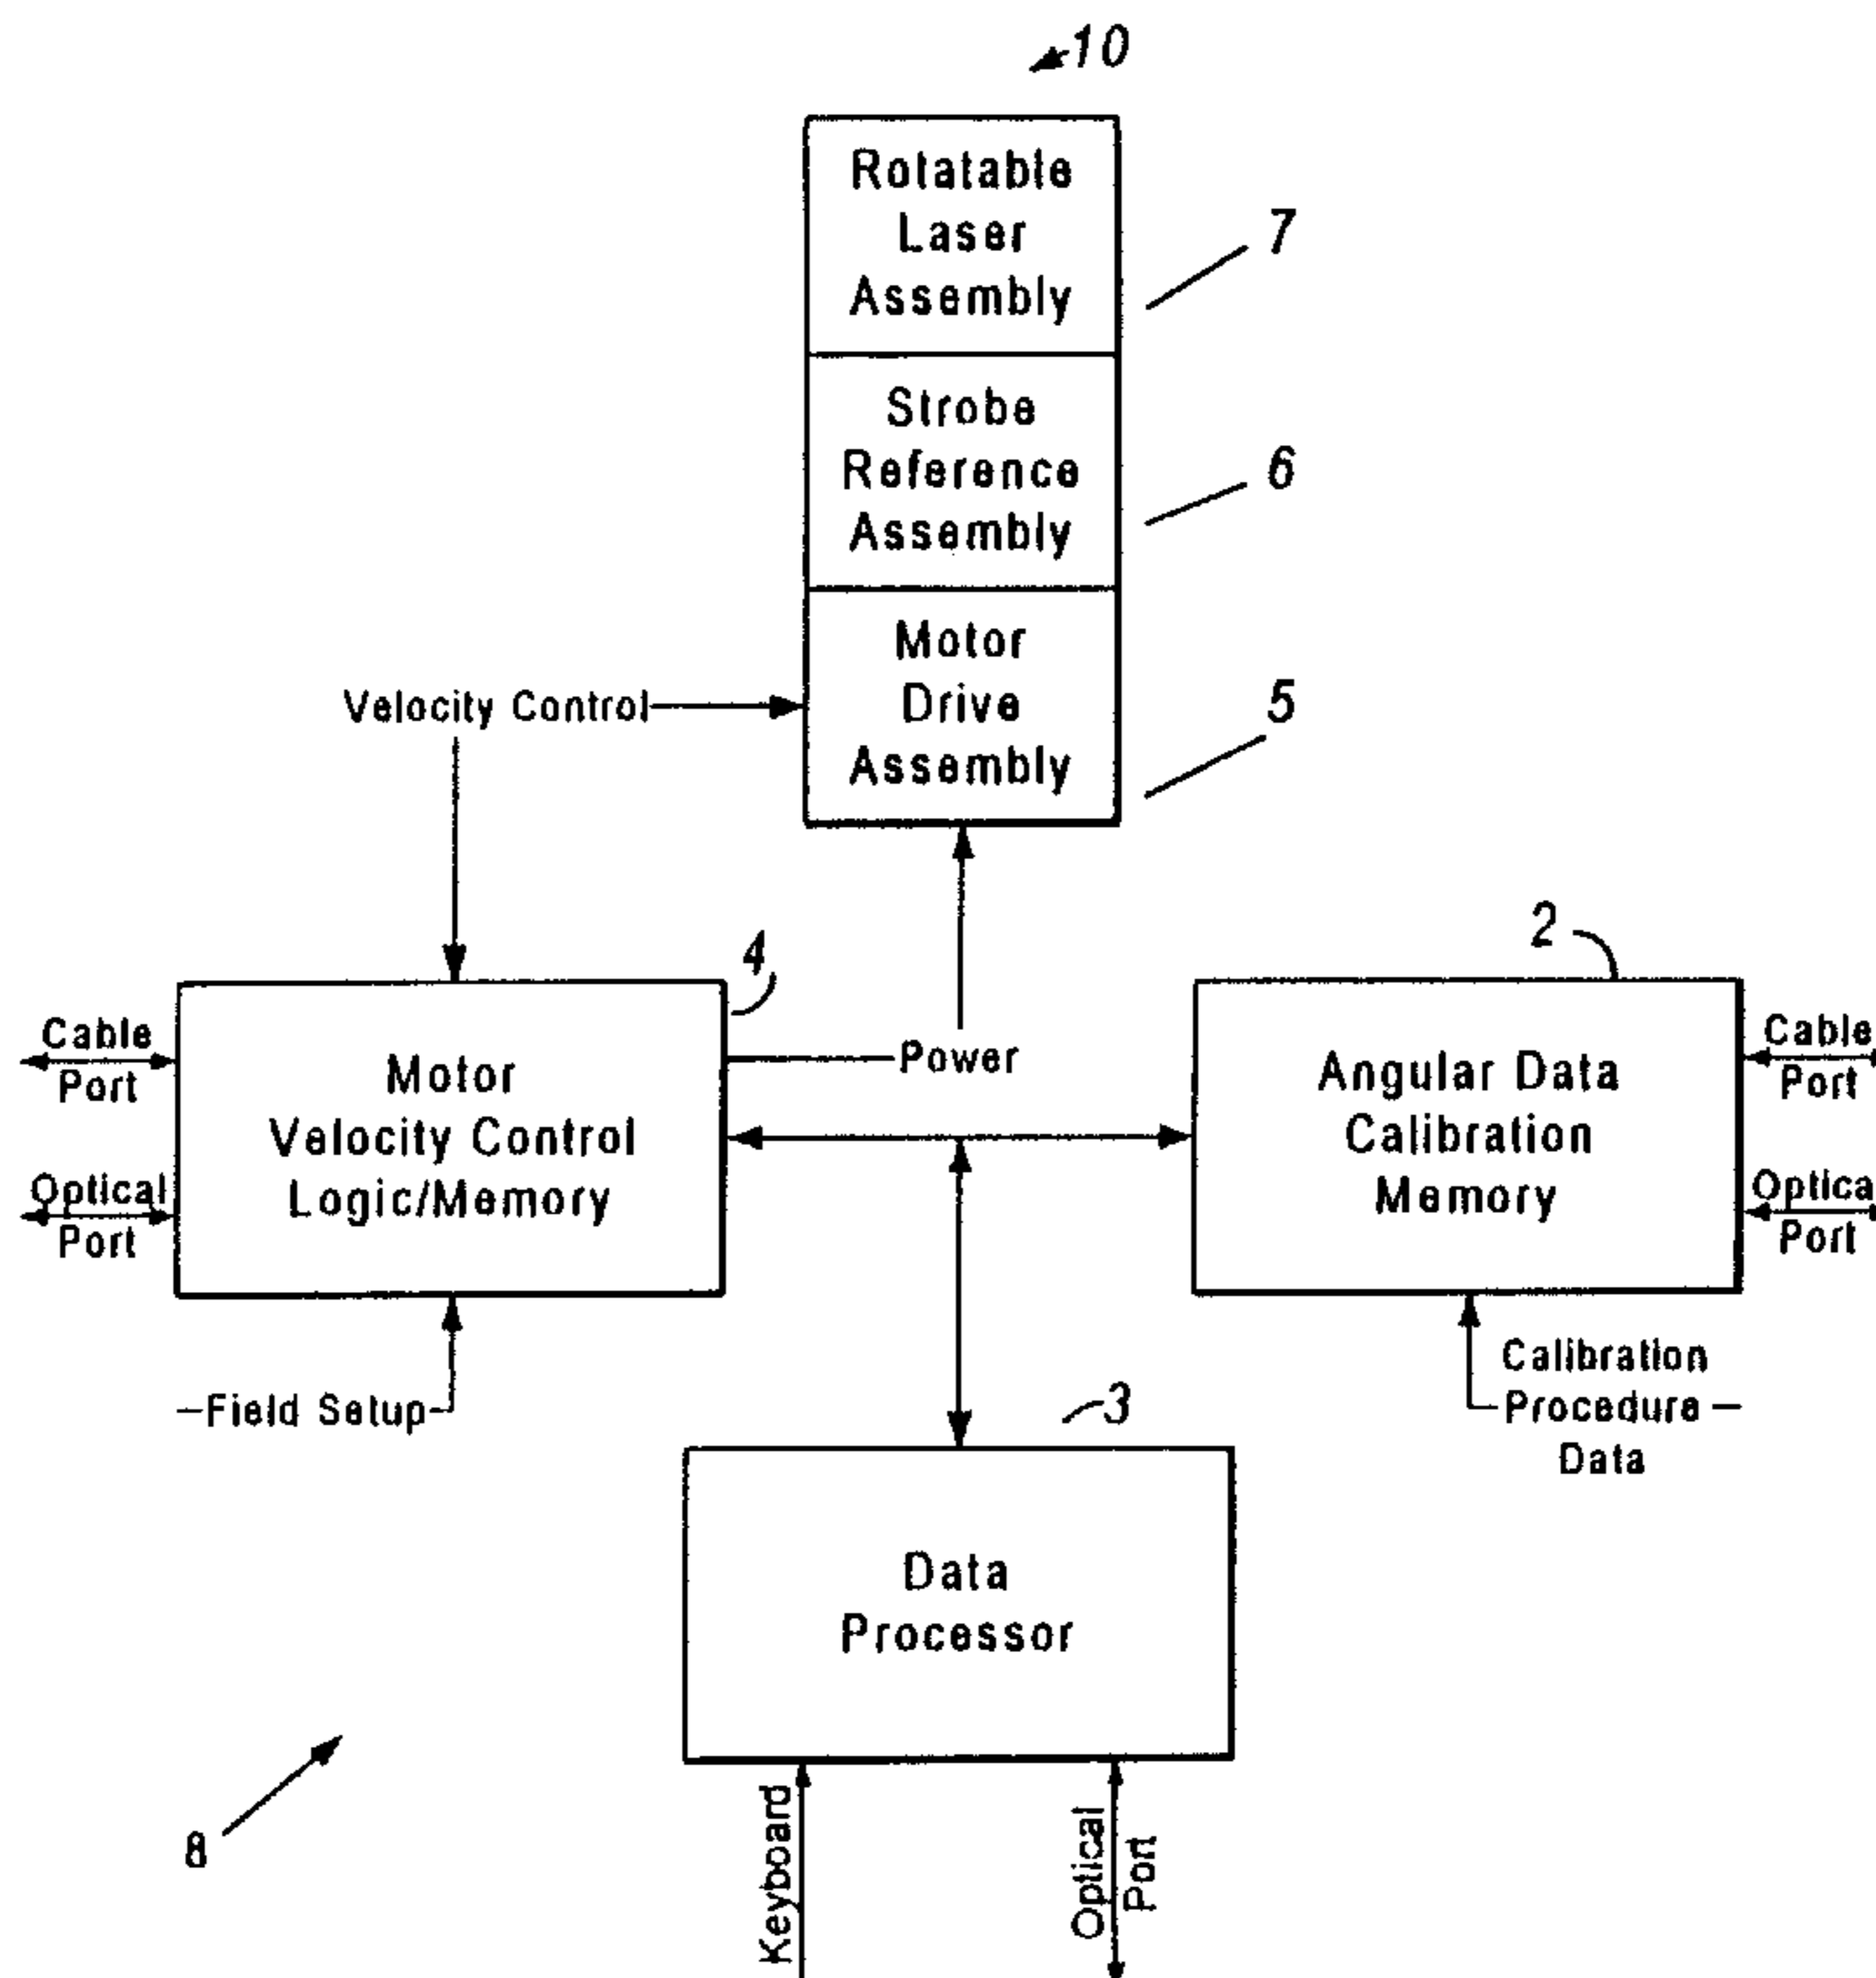 10
Rotatable
Laser
Assembly
7
Strobe
Reference
Assembly
6
Motor
Drive
Assembly
5
Velocity Control
4
2
Cable
Port
Optical
Port
Motor
Velocity Control
Logic/Memory
Power
Angular Data
Calibration
Memory
Cable
Port
Optica
Port
Field Setup
Calibration
Procedure
Data
3
Data
Processor
8
Keyboard
Optical
Port